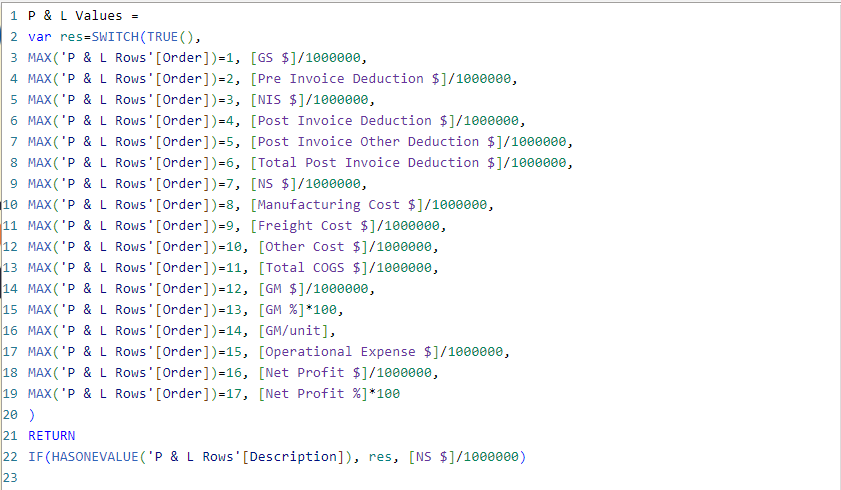 1 P & L Values =
2 var res=SWITCH(TRUE(),
3 MAX('P & L Rows'[Order])=1, [GS $]/1000000,
4 MAX('P & L Rows'[Order])=2, [Pre Invoice Deduction $]/1000000,
5 MAX('P & L Rows'[Order])=3, [NIS $]/1000000,
6 MAX('P & L Rows'[Order])=4, [Post Invoice Deduction $]/1000000,
7 MAX('P & L Rows'[Order])=5, [Post Invoice Other Deduction $]/1000000,
8 MAX('P & L Rows'[Order])=6, [Total Post Invoice Deduction $]/1000000,
9 MAX('P & L Rows'[Order])=7, [NS $]/1000000,
10 MAX('P & L Rows'[Order])=8, [Manufacturing Cost $]/1000000,
11 MAX('P & L Rows'[Order])=9, [Freight Cost $]/1000000,
12 MAX('P & L Rows'[Order])=10, [Other Cost $]/1000000,
13 MAX('P & L Rows'[Order])=11, [Total COGS $]/1000000,
14 MAX('P & L Rows'[Order])=12, [GM $]/1000000,
15 MAX('P & L Rows'[Order])=13, [GM %]*100,
16 MAX('P & L Rows'[Order])=14, [GM/unit],
17 MAX('P & L Rows'[Order])=15, [Operational Expense $]/1000000,
18 MAX('P & L Rows'[Order])=16, [Net Profit $]/1000000,
19 MAX('P & L Rows'[Order])=17, [Net Profit %]*100
20 )
21 RETURN
22 IF(HASONEVALUE('P & L Rows'[Description]), res, [NS $]/1000000)
23